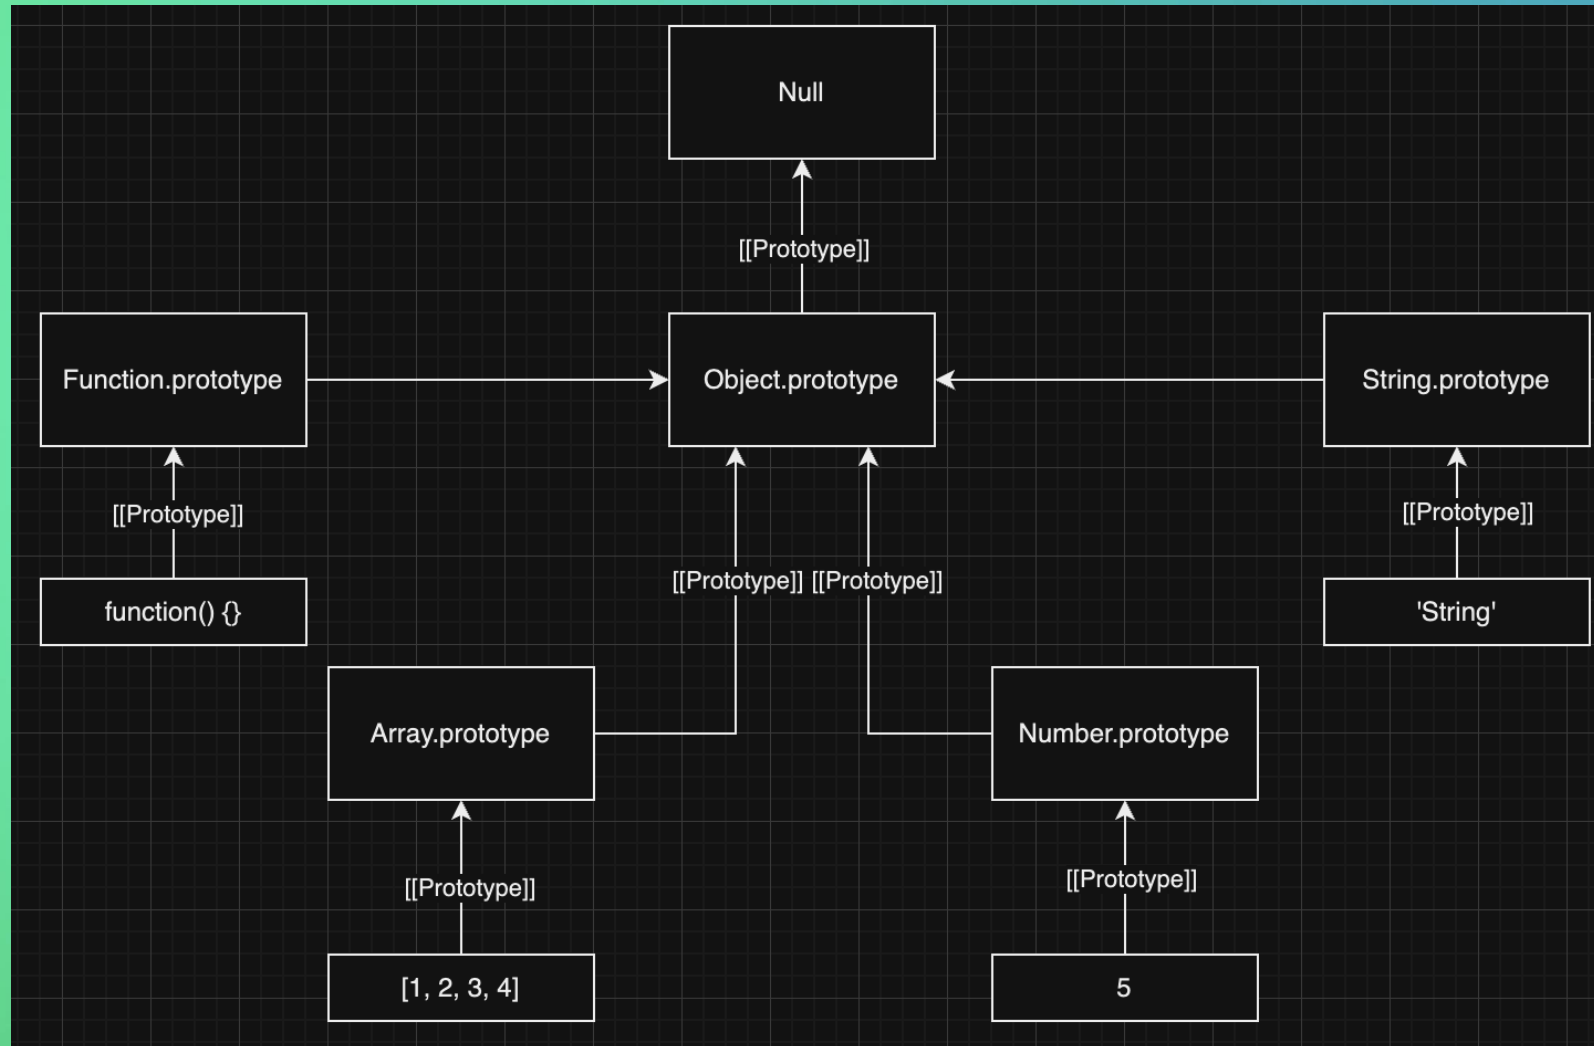 Null
[[Prototype]]
Function.prototype
Object.prototype
String.prototype
[[Prototype]]
[[Prototype]]
[[Prototype]]
[[Prototype]]
function() {}
'String'
Array.prototype
Number.prototype
[[Prototype]]
[[Prototype]]
[1, 2, 3, 4]
5